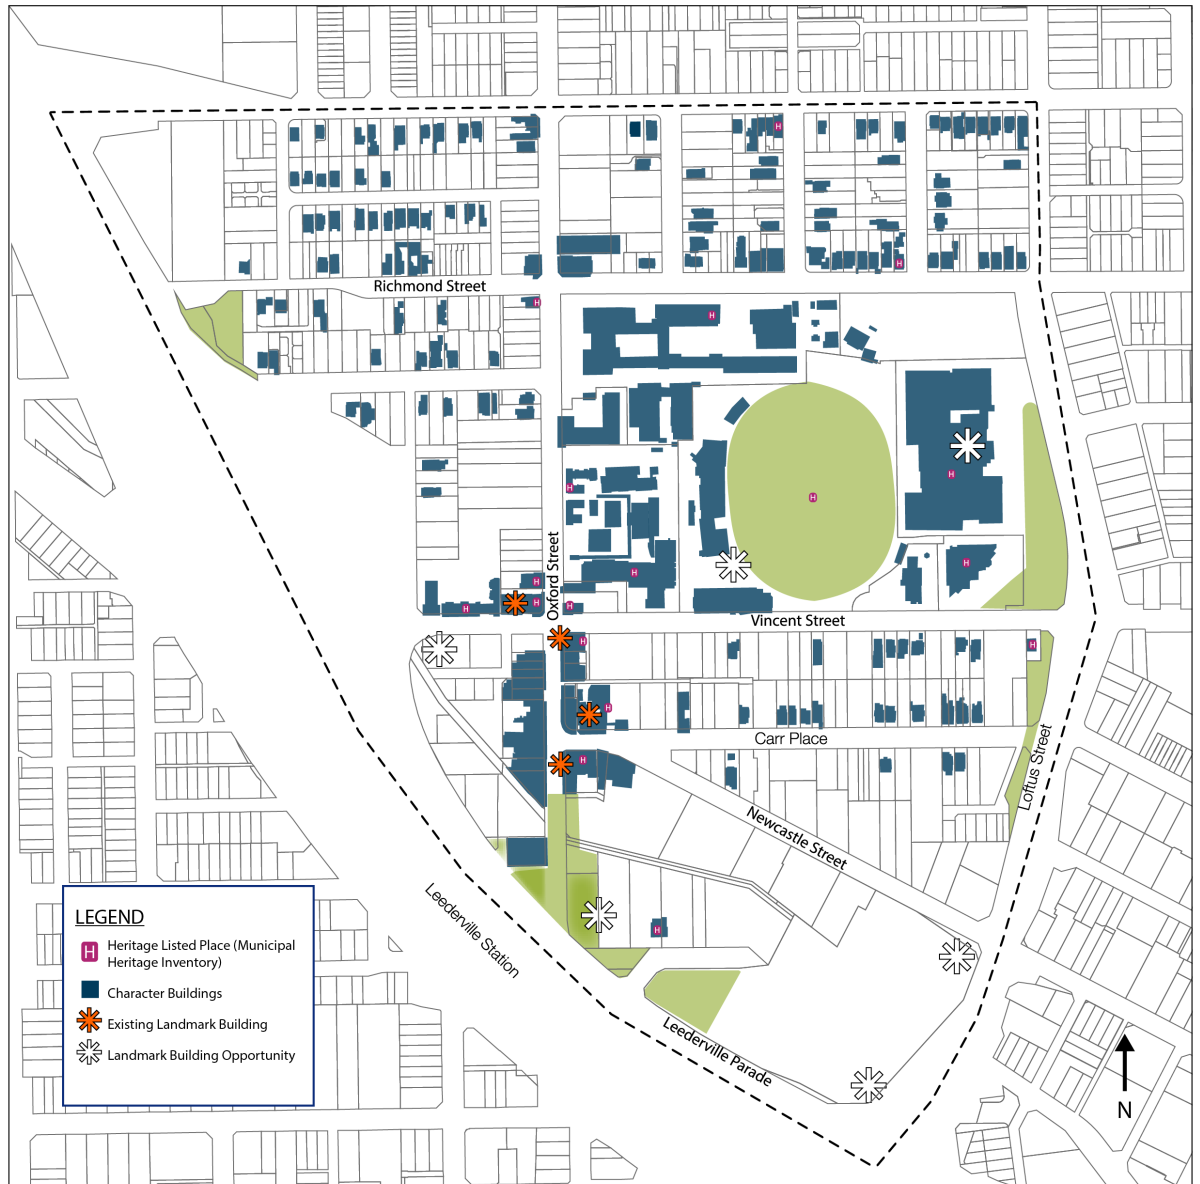 Richmond Street
H
H
H
H
H
H
H
H
H
H
H
H
H
H
Oxford Street
Vincent Street
H
H
H
H
Carr Place
Loftus Street
Newcastle Street
H
Leederville Station
Leederville Parade
LEGEND
H Heritage Listed Place (Municipal
Heritage Inventory)
Character Buildings
Existing Landmark Building
Landmark Building Opportunity
N